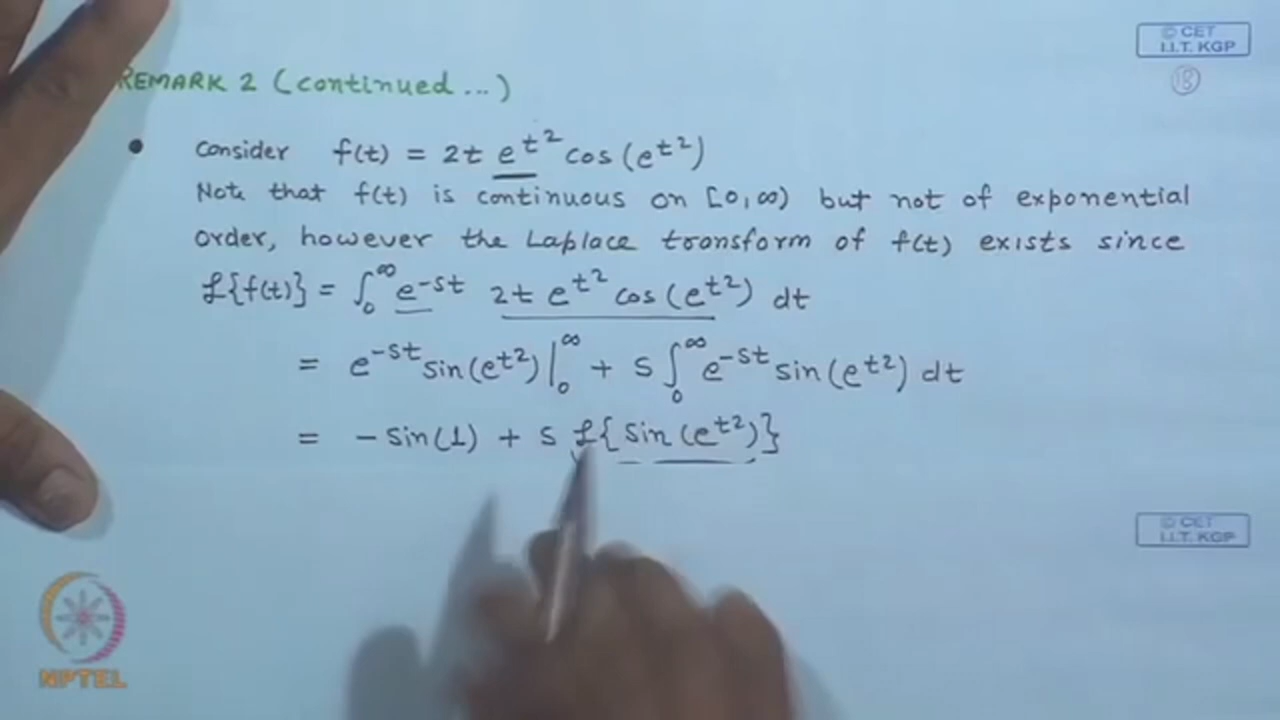 © CET
I.I.T. KGP
REMARK 2 (continued ...)
18
• Consider f(t) = 2t e^{t^2} cos(e^{t^2})
Note that f(t) is continuous on [0,∞) but not of exponential
order, however the Laplace transform of f(t) exists since
ℒ{f(t)} = ∫_0^∞ e^{-st} 2t e^{t^2} cos(e^{t^2}) dt
= e^{-st} sin(e^{t^2}) |_0^∞ + s ∫_0^∞ e^{-st} sin(e^{t^2}) dt
= - sin(1) + s ℒ{sin(e^{t^2})}
© CET
I.I.T. KGP
NPTEL